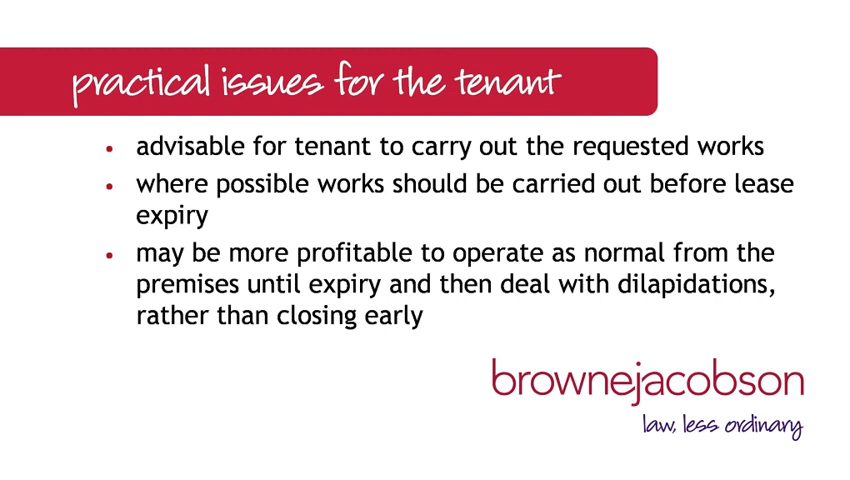 practical issues for the tenant
• advisable for tenant to carry out the requested works
• where possible works should be carried out before lease
expiry
• may be more profitable to operate as normal from the
premises until expiry and then deal with dilapidations,
rather than closing early
brownejacobson
law, less ordinary